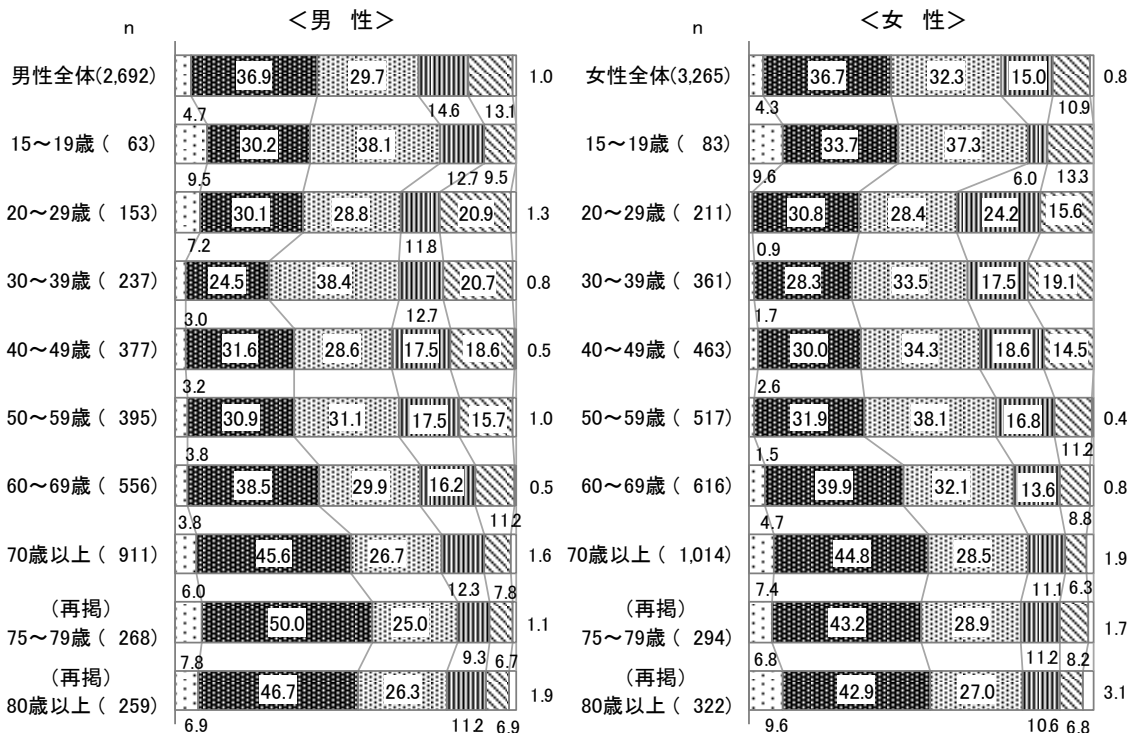 ＜男 性＞
n
男性全体(2,692) 36.9 29.7 1.0
4.7 14.6 13.1
15～19歳 ( 63) 30.2 38.1
9.5 12.7 9.5
20～29歳 ( 153) 30.1 28.8 20.9 1.3
7.2 11.8
30～39歳 ( 237) 24.5 38.4 20.7 0.8
3.0 12.7
40～49歳 ( 377) 31.6 28.6 17.5 18.6 0.5
3.2
50～59歳 ( 395) 30.9 31.1 17.5 15.7 1.0
3.8
60～69歳 ( 556) 38.5 29.9 16.2 0.5
3.8 11.2
70歳以上 ( 911) 45.6 26.7 1.6
6.0 12.3 7.8
(再掲)
75～79歳 ( 268) 50.0 25.0 1.1
7.8 9.3 6.7
(再掲)
80歳以上 ( 259) 46.7 26.3 1.9
6.9 11.2 6.9
＜女 性＞
n
女性全体(3,265) 36.7 32.3 15.0 0.8
4.3 10.9
15～19歳 ( 83) 33.7 37.3
9.6 6.0 13.3
20～29歳 ( 211) 30.8 28.4 24.2 15.6
0.9
30～39歳 ( 361) 28.3 33.5 17.5 19.1
1.7
40～49歳 ( 463) 30.0 34.3 18.6 14.5
2.6
50～59歳 ( 517) 31.9 38.1 16.8 0.4
1.5 11.2
60～69歳 ( 616) 39.9 32.1 13.6 0.8
4.7 8.8
70歳以上 ( 1,014) 44.8 28.5 1.9
7.4 11.1 6.3
(再掲)
75～79歳 ( 294) 43.2 28.9 1.7
6.8 11.2 8.2
(再掲)
80歳以上 ( 322) 42.9 27.0 3.1
9.6 10.6 6.8